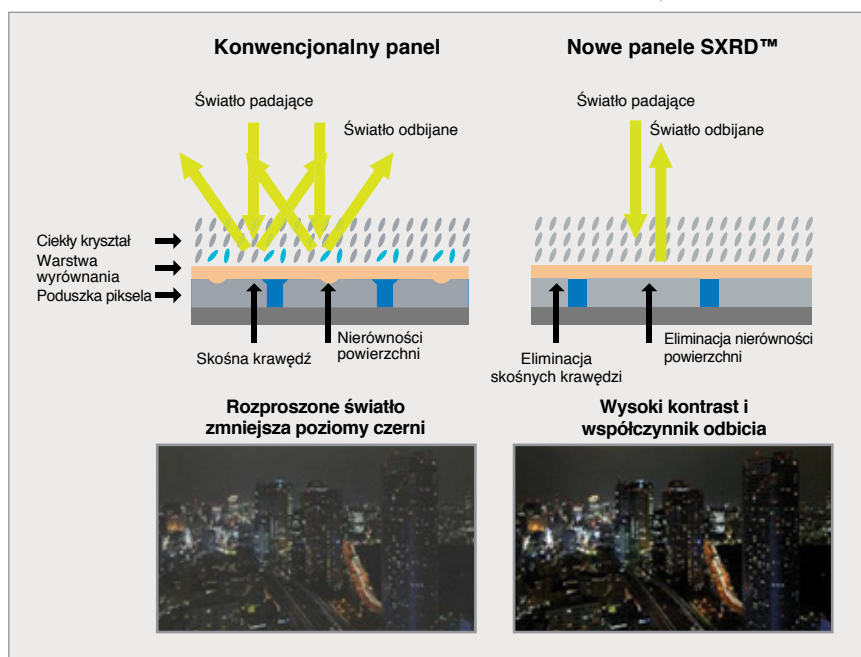 Konwencjonalny panel
Światło padające
Światło odbijane
Ciekły kryształ
Warstwa
wyrównania
Poduszka piksela
Skośna krawędź
Nierówności
powierzchni
Rozproszone światło
zmniejsza poziomy czerni
Nowe panele SXRD™
Światło padające
Światło odbijane
Eliminacja
skośnych krawędzi
Eliminacja nierówności
powierzchni
Wysoki kontrast i
współczynnik odbicia